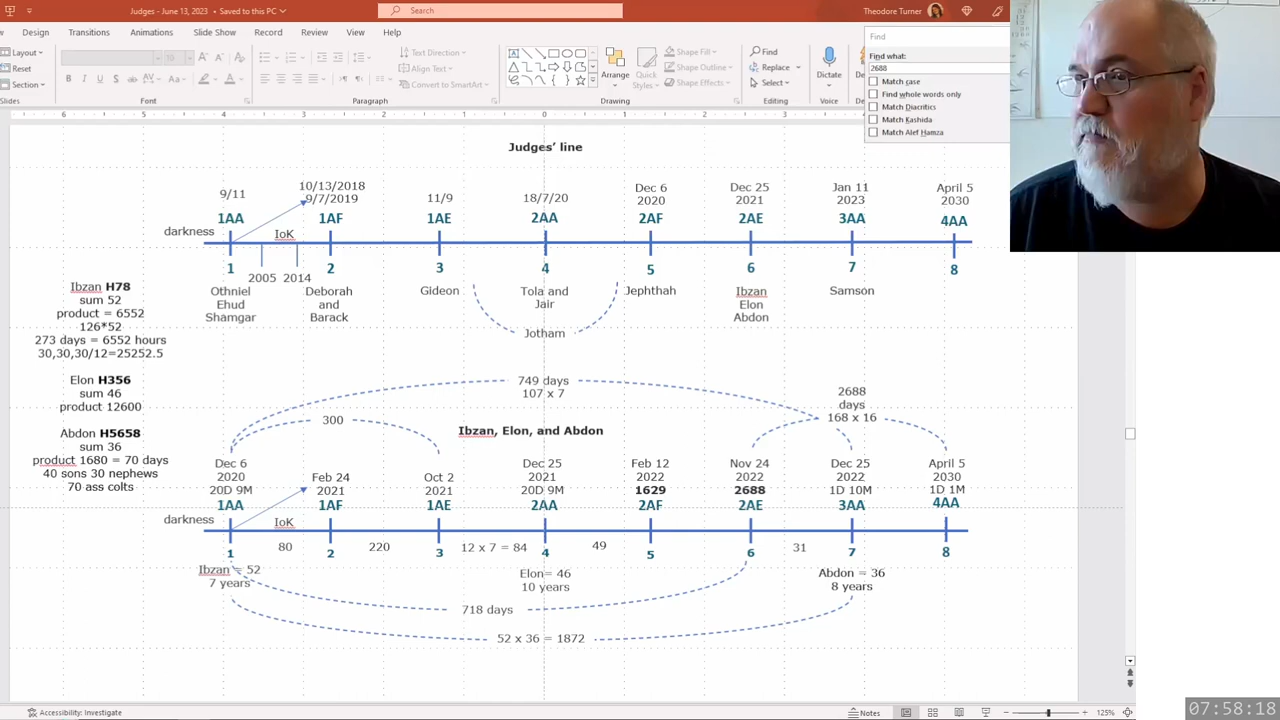 Judges - June 13, 2023 • Saved to this PC
Search
Theodore Turner
Design Transitions Animations Slide Show Record Review View Help
Layout
Reset
Section
Slides
Font
Paragraph
Text Direction
Align Text
Convert to SmartArt
Arrange
Quick Styles
Shape Fill
Shape Outline
Shape Effects
Drawing
Find
Replace
Select
Editing
Dictate
Voice
Find
Find what:
2688
Match case
Find whole words only
Match Diacritics
Match Kashida
Match Alef Hamza
6 5 4 3 2 1 0 1 2 3 4
Judges' line
9/11
10/13/2018
9/7/2019
11/9
18/7/20
Dec 6
2020
Dec 25
2021
Jan 11
2023
April 5
2030
1AA 1AF 1AE 2AA 2AF 2AE 3AA 4AA
darkness
IoK
1 2 3 4 5 6 7 8
2005 2014
Othniel
Ehud
Shamgar
Deborah
and
Barack
Gideon
Tola and
Jair
Jephthah
Ibzan
Elon
Abdon
Samson
Jotham
Ibzan H78
sum 52
product = 6552
126*52
273 days = 6552 hours
30,30,30/12=25252.5
Elon H356
sum 46
product 12600
Abdon H5658
sum 36
product 1680 = 70 days
40 sons 30 nephews
70 ass colts
749 days
107 x 7
2688
days
168 x 16
300
Ibzan, Elon, and Abdon
Dec 6
2020
20D 9M
Feb 24
2021
Oct 2
2021
Dec 25
2021
20D 9M
Feb 12
2022
1629
Nov 24
2022
2688
Dec 25
2022
1D 10M
April 5
2030
1D 1M
1AA 1AF 1AE 2AA 2AF 2AE 3AA 4AA
darkness
IoK
80 220 12 x 7 = 84 49 31
1 2 3 4 5 6 7 8
Ibzan = 52
7 years
Elon= 46
10 years
Abdon = 36
8 years
718 days
52 x 36 = 1872
Accessibility: Investigate
Notes
125%
07:58:18